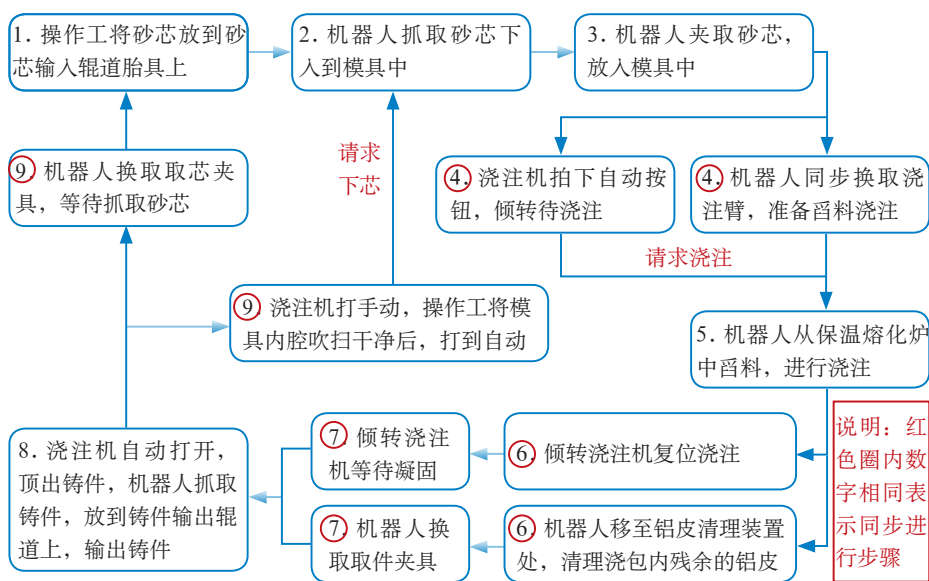 1. 操作工将砂芯放到砂
芯输入辊道胎具上
2. 机器人抓取砂芯下
入到模具中
3. 机器人夹取砂芯，
放入模具中
9. 机器人换取取芯夹
具，等待抓取砂芯
请求
下芯
4. 浇注机拍下自动按
钮，倾转待浇注
4. 机器人同步换取浇
注臂，准备舀料浇注
请求浇注
9. 浇注机打手动，操作工将模
具内腔吹扫干净后，打到自动
5. 机器人从保温熔化炉
中舀料，进行浇注
8. 浇注机自动打开，
顶出铸件，机器人抓取
铸件，放到铸件输出辊
道上，输出铸件
7. 倾转浇注
机等待凝固
6. 倾转浇注机复位浇注
7. 机器人换
取取件夹具
6. 机器人移至铝皮清理装置
处，清理浇包内残余的铝皮
说明：红
色圈内数
字相同表
示同步进
行步骤